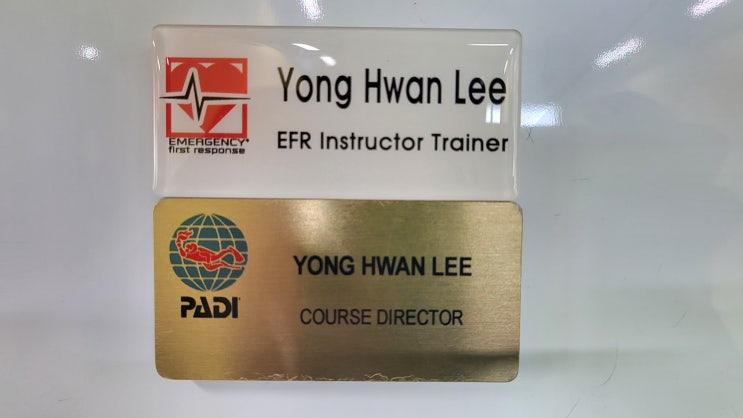 Yong Hwan Lee
EFR Instructor Trainer
EMERGENCY®
first response
PADI
YONG HWAN LEE
COURSE DIRECTOR